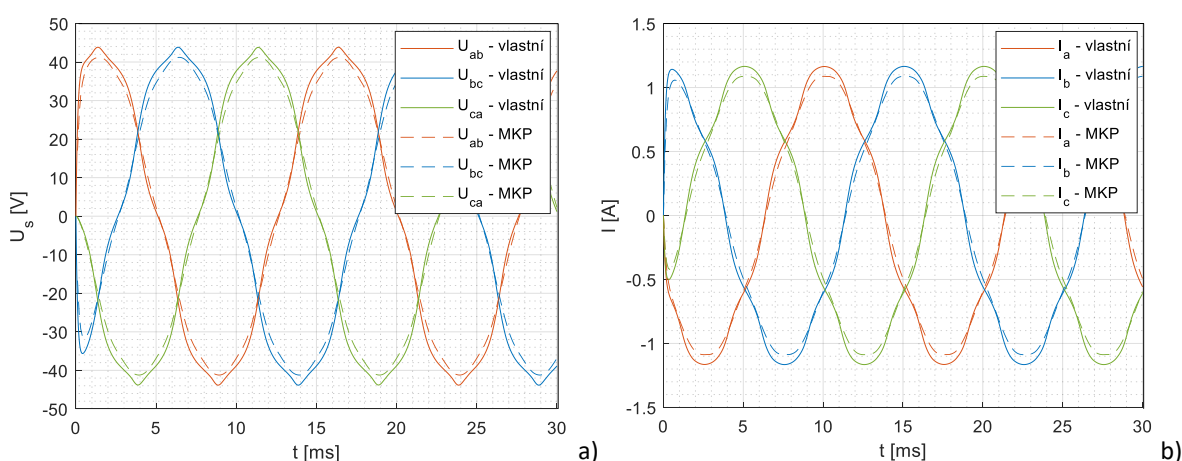 50
40
30
20
10
0
-10
-20
-30
-40
-50
U_s [V]
0 5 10 15 20 25 30
t [ms]
U_ab - vlastní
U_bc - vlastní
U_ca - vlastní
U_ab - MKP
U_bc - MKP
U_ca - MKP
a)
1.5
1
0.5
0
-0.5
-1
-1.5
I [A]
0 5 10 15 20 25 30
t [ms]
I_a - vlastní
I_b - vlastní
I_c - vlastní
I_a - MKP
I_b - MKP
I_c - MKP
b)